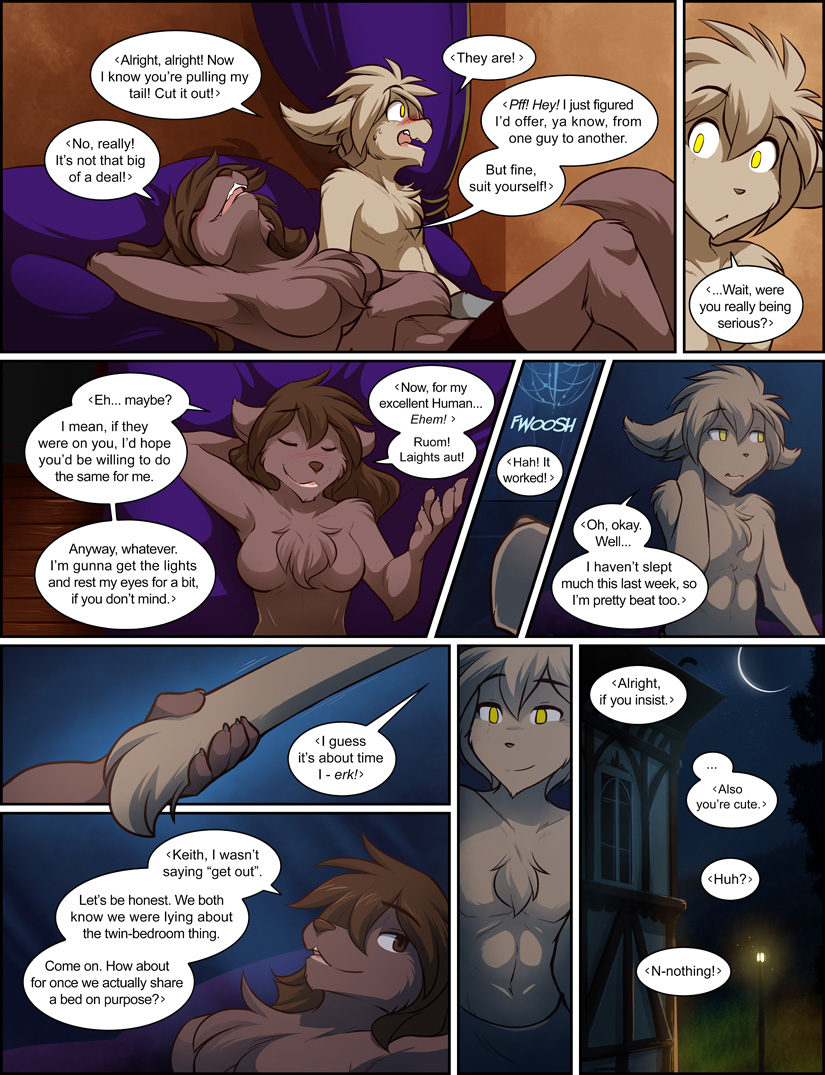 ‹Alright, alright! Now
I know you're pulling my
tail! Cut it out!›
‹They are! ›
‹No, really!
It's not that big
of a deal!›
‹Pff! Hey! I just figured
I'd offer, ya know, from
one guy to another.
But fine,
suit yourself!›
‹...Wait, were
you really being
serious?›
‹Eh... maybe?
I mean, if they
were on you, I'd hope
you'd be willing to do
the same for me.
Anyway, whatever.
I'm gunna get the lights
and rest my eyes for a bit,
if you don't mind.›
‹Now, for my
excellent Human...
Ehem! ›
Ruom!
Laights aut!
FWOOSH
‹Hah! It
worked!›
‹Oh, okay.
Well...
I haven't slept
much this last week, so
I'm pretty beat too.›
‹I guess
it's about time
I - erk!›
‹Keith, I wasn't
saying "get out".
Let's be honest. We both
know we were lying about
the twin-bedroom thing.
Come on. How about
for once we actually share
a bed on purpose?›
‹Alright,
if you insist.›
...
‹Also
you're cute.›
‹Huh?›
‹N-nothing!›